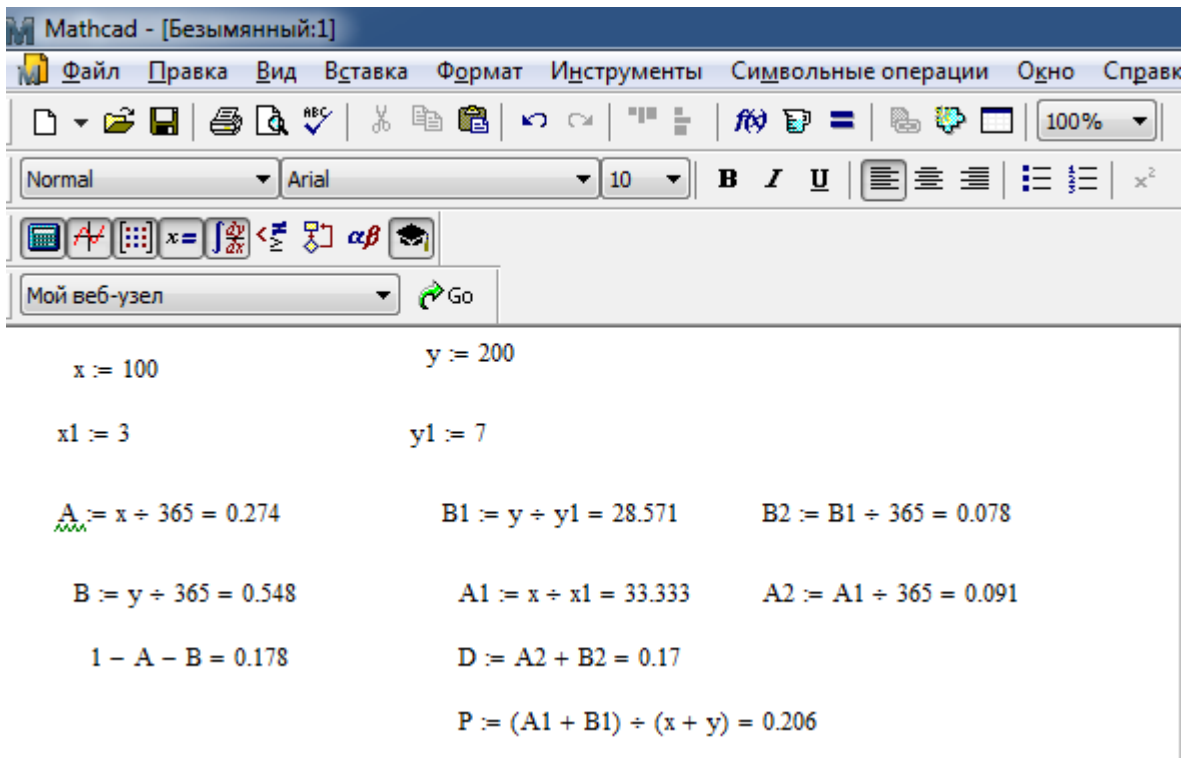 Mathcad - [Безымянный:1]
Файл Правка Вид Вставка Формат Инструменты Символьные операции Окно Справк
100%
Normal Arial 10 B I U x²
x= αβ
Мой веб-узел Go
x := 100 y := 200
x1 := 3 y1 := 7
A := x ÷ 365 = 0.274 B1 := y ÷ y1 = 28.571 B2 := B1 ÷ 365 = 0.078
B := y ÷ 365 = 0.548 A1 := x ÷ x1 = 33.333 A2 := A1 ÷ 365 = 0.091
1 − A − B = 0.178 D := A2 + B2 = 0.17
P := (A1 + B1) ÷ (x + y) = 0.206